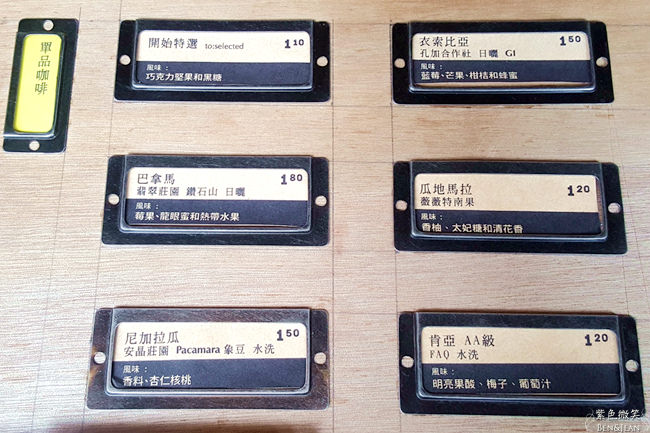 單品咖啡
開始特選 to:selected 1 10
風味：
巧克力堅果和黑糖
衣索比亞 1 50
孔加合作社 日曬 G1
風味：
藍莓、芒果、柑桔和蜂蜜
巴拿馬 1 80
翡翠莊園 鑽石山 日曬
風味：
莓果、龍眼蜜和熱帶水果
瓜地馬拉 1 20
薇薇特南果
風味：
香柚、太妃糖和清花香
尼加拉瓜 1 50
安晶莊園 Pacamara 象豆 水洗
風味：
香料、杏仁核桃
肯亞 AA級 1 20
FAQ 水洗
風味：
明亮果酸、梅子、葡萄汁
紫色微笑
BEN&JEAN